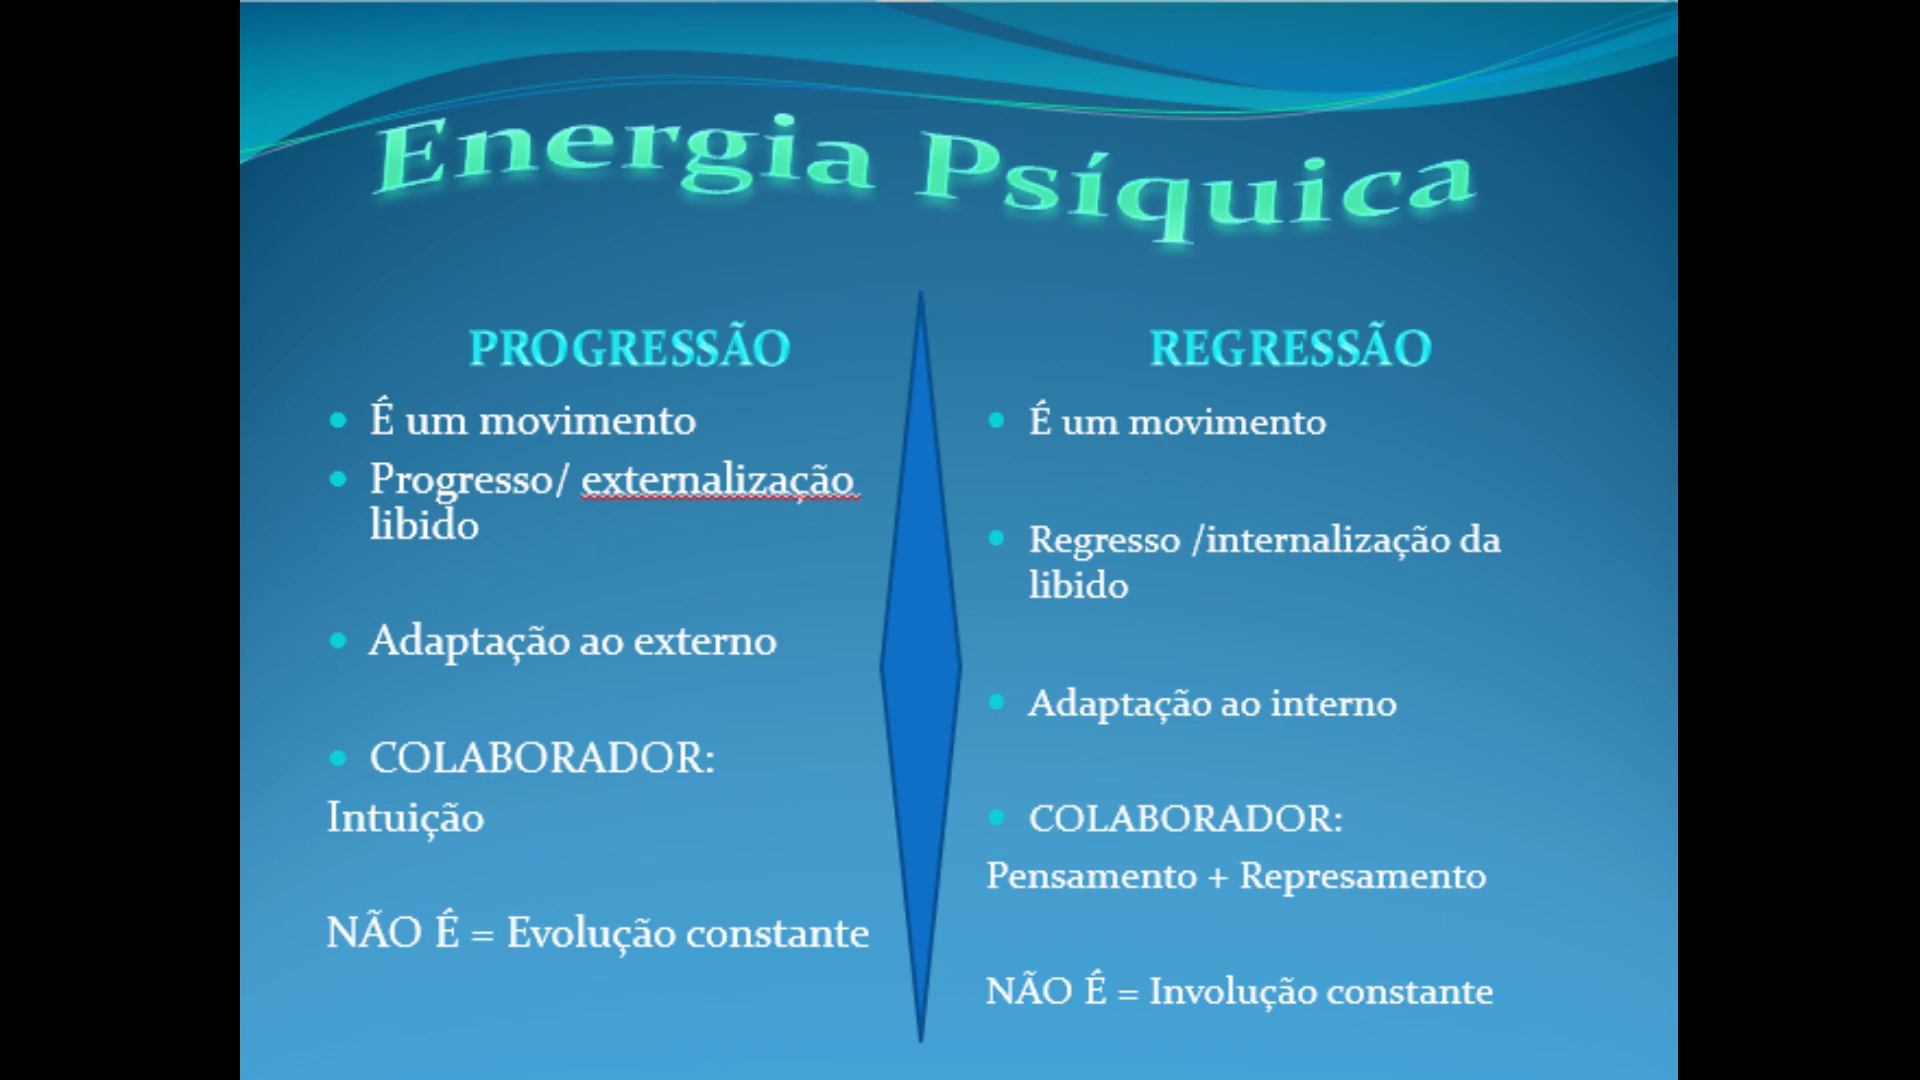 Energia Psíquica
PROGRESSÃO
• É um movimento
• Progresso/ externalização
libido
• Adaptação ao externo
• COLABORADOR:
Intuição
NÃO É = Evolução constante
REGRESSÃO
• É um movimento
• Regresso /internalização da
libido
• Adaptação ao interno
• COLABORADOR:
Pensamento + Represamento
NÃO É = Involução constante